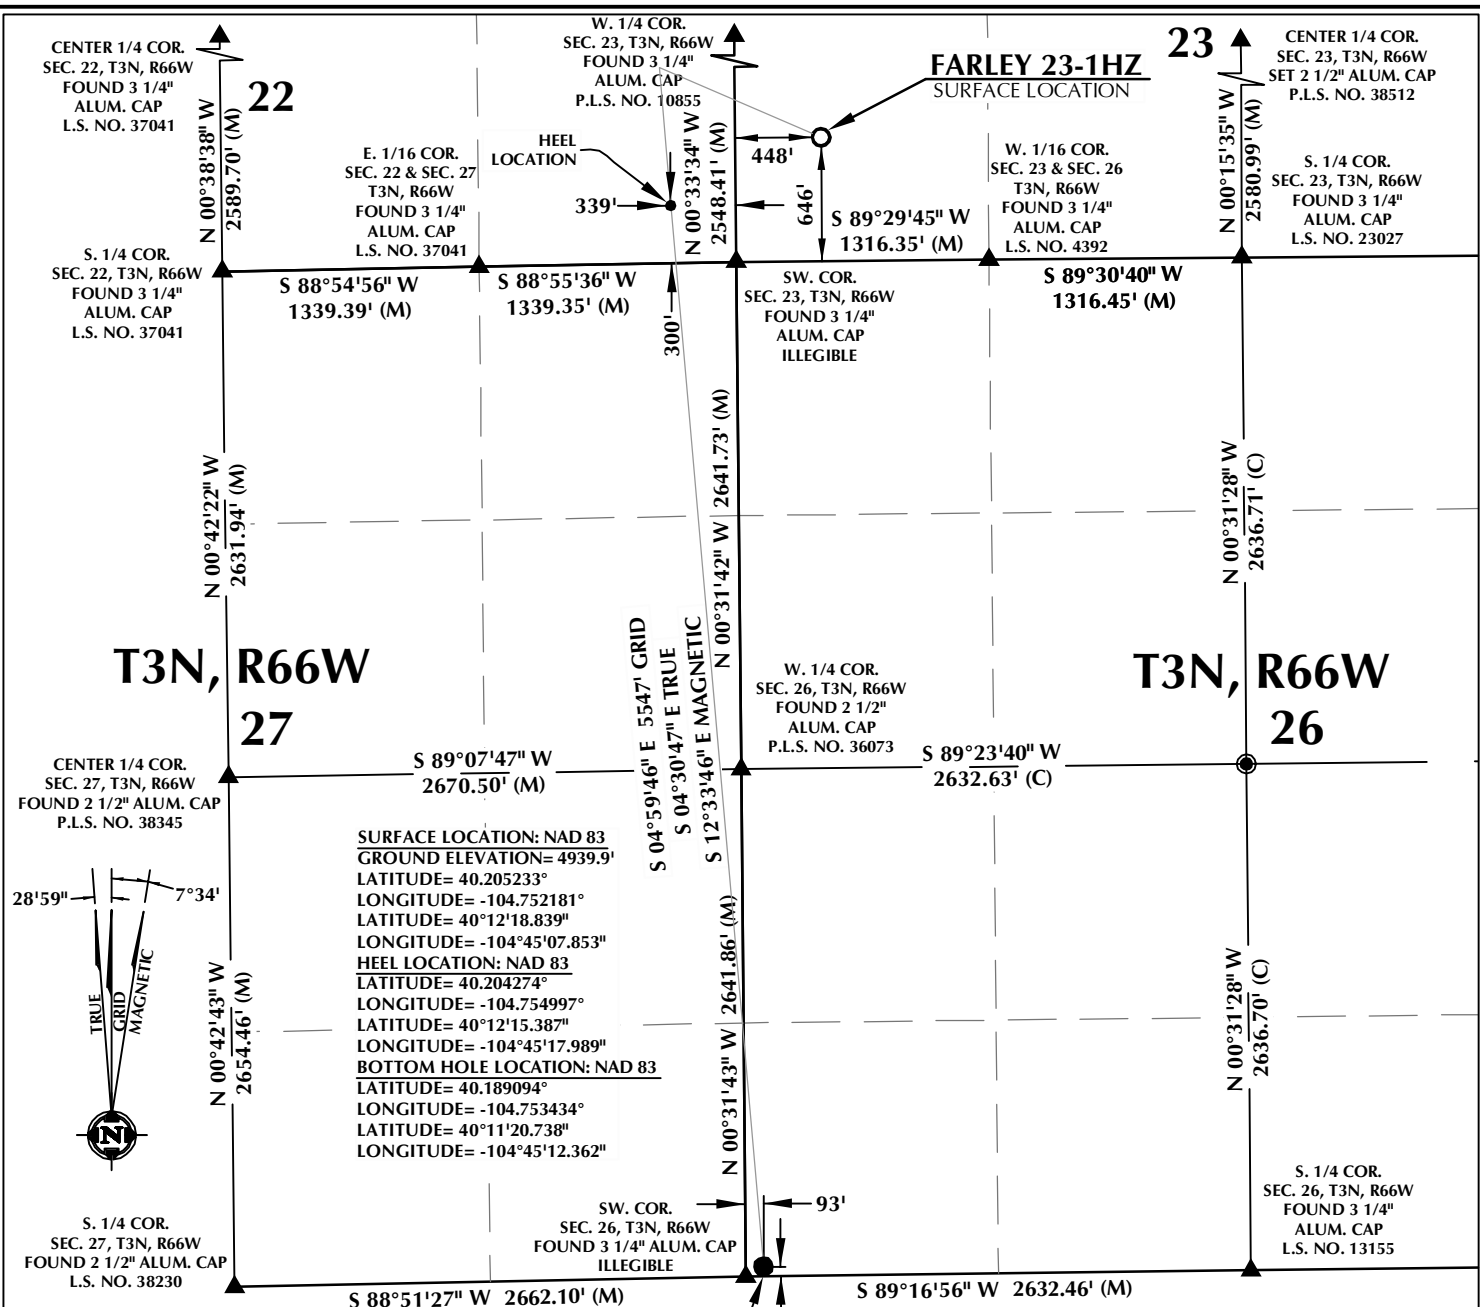 CENTER 1/4 COR.
SEC. 22, T3N, R66W
FOUND 3 1/4"
ALUM. CAP
L.S. NO. 37041
22
W. 1/4 COR.
SEC. 23, T3N, R66W
FOUND 3 1/4"
ALUM. CAP
P.L.S. NO. 10855
FARLEY 23-1HZ
SURFACE LOCATION
23
CENTER 1/4 COR.
SEC. 23, T3N, R66W
SET 2 1/2" ALUM. CAP
P.L.S. NO. 38512
N 00°38'38" W
2589.70' (M)
E. 1/16 COR.
SEC. 22 & SEC. 27
T3N, R66W
FOUND 3 1/4"
ALUM. CAP
L.S. NO. 37041
HEEL
LOCATION
339'
N 00°33'34" W
2548.41' (M)
448'
646'
S 89°29'45" W
1316.35' (M)
W. 1/16 COR.
SEC. 23 & SEC. 26
T3N, R66W
FOUND 3 1/4"
ALUM. CAP
L.S. NO. 4392
N 00°15'35" W
2580.99' (M)
S. 1/4 COR.
SEC. 23, T3N, R66W
FOUND 3 1/4"
ALUM. CAP
L.S. NO. 23027
S. 1/4 COR.
SEC. 22, T3N, R66W
FOUND 3 1/4"
ALUM. CAP
L.S. NO. 37041
S 88°54'56" W
1339.39' (M)
S 88°55'36" W
1339.35' (M)
300'
SW. COR.
SEC. 23, T3N, R66W
FOUND 3 1/4"
ALUM. CAP
ILLEGIBLE
S 89°30'40" W
1316.45' (M)
N 00°42'22" W
2631.94' (M)
N 00°31'42" W 2641.73' (M)
N 00°31'28" W
2636.71' (C)
T3N, R66W
27
S 04°59'46" E 5547' GRID
S 04°30'47" E TRUE
S 12°33'46" E MAGNETIC
W. 1/4 COR.
SEC. 26, T3N, R66W
FOUND 2 1/2"
ALUM. CAP
P.L.S. NO. 36073
T3N, R66W
26
CENTER 1/4 COR.
SEC. 27, T3N, R66W
FOUND 2 1/2" ALUM. CAP
P.L.S. NO. 38345
S 89°07'47" W
2670.50' (M)
S 89°23'40" W
2632.63' (C)
SURFACE LOCATION: NAD 83
GROUND ELEVATION= 4939.9'
LATITUDE= 40.205233°
LONGITUDE= -104.752181°
LATITUDE= 40°12'18.839"
LONGITUDE= -104°45'07.853"
HEEL LOCATION: NAD 83
LATITUDE= 40.204274°
LONGITUDE= -104.754997°
LATITUDE= 40°12'15.387"
LONGITUDE= -104°45'17.989"
BOTTOM HOLE LOCATION: NAD 83
LATITUDE= 40.189094°
LONGITUDE= -104.753434°
LATITUDE= 40°11'20.738"
LONGITUDE= -104°45'12.362"
28'59"
7°34'
TRUE
GRID
MAGNETIC
N
N 00°42'43" W
2654.46' (M)
N 00°31'43" W 2641.86' (M)
N 00°31'28" W
2636.70' (C)
S. 1/4 COR.
SEC. 27, T3N, R66W
FOUND 2 1/2" ALUM. CAP
L.S. NO. 38230
SW. COR.
SEC. 26, T3N, R66W
FOUND 3 1/4" ALUM. CAP
ILLEGIBLE
93'
S. 1/4 COR.
SEC. 26, T3N, R66W
FOUND 3 1/4"
ALUM. CAP
L.S. NO. 13155
S 88°51'27" W 2662.10' (M)
S 89°16'56" W 2632.46' (M)